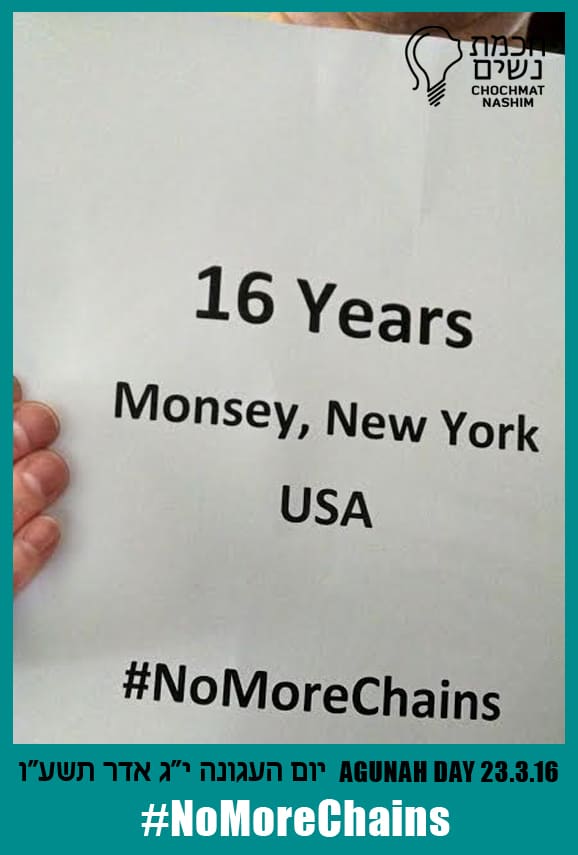 חכמת
נשים
CHOCHMAT
NASHIM
16 Years
Monsey, New York
USA
#NoMoreChains
יום העגונה י״ג אדר תשע״ו AGUNAH DAY 23.3.16
#NoMoreChains